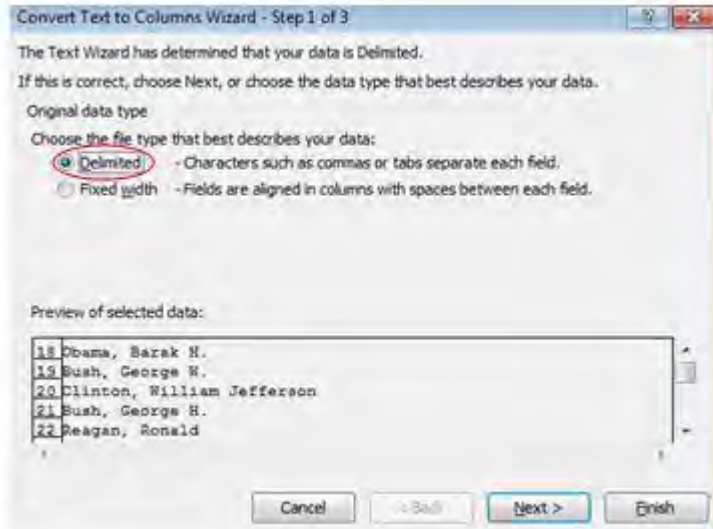 Convert Text to Columns Wizard - Step 1 of 3
The Text Wizard has determined that your data is Delimited.
If this is correct, choose Next, or choose the data type that best describes your data.
Original data type
Choose the file type that best describes your data:
Delimited - Characters such as commas or tabs separate each field.
Fixed width - Fields are aligned in columns with spaces between each field.
Preview of selected data:
18 Obama, Barak H.
19 Bush, George W.
20 Clinton, William Jefferson
21 Bush, George H.
22 Reagan, Ronald
Cancel < Back Next > Finish